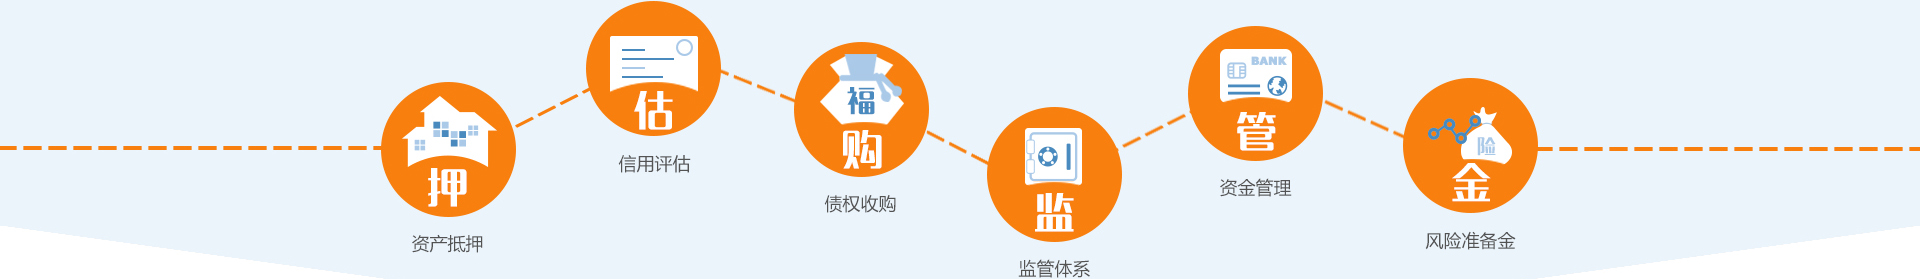 押
资产抵押
估
信用评估
福
购
债权收购
监
监管体系
BANK
管
资金管理
险
金
风险准备金